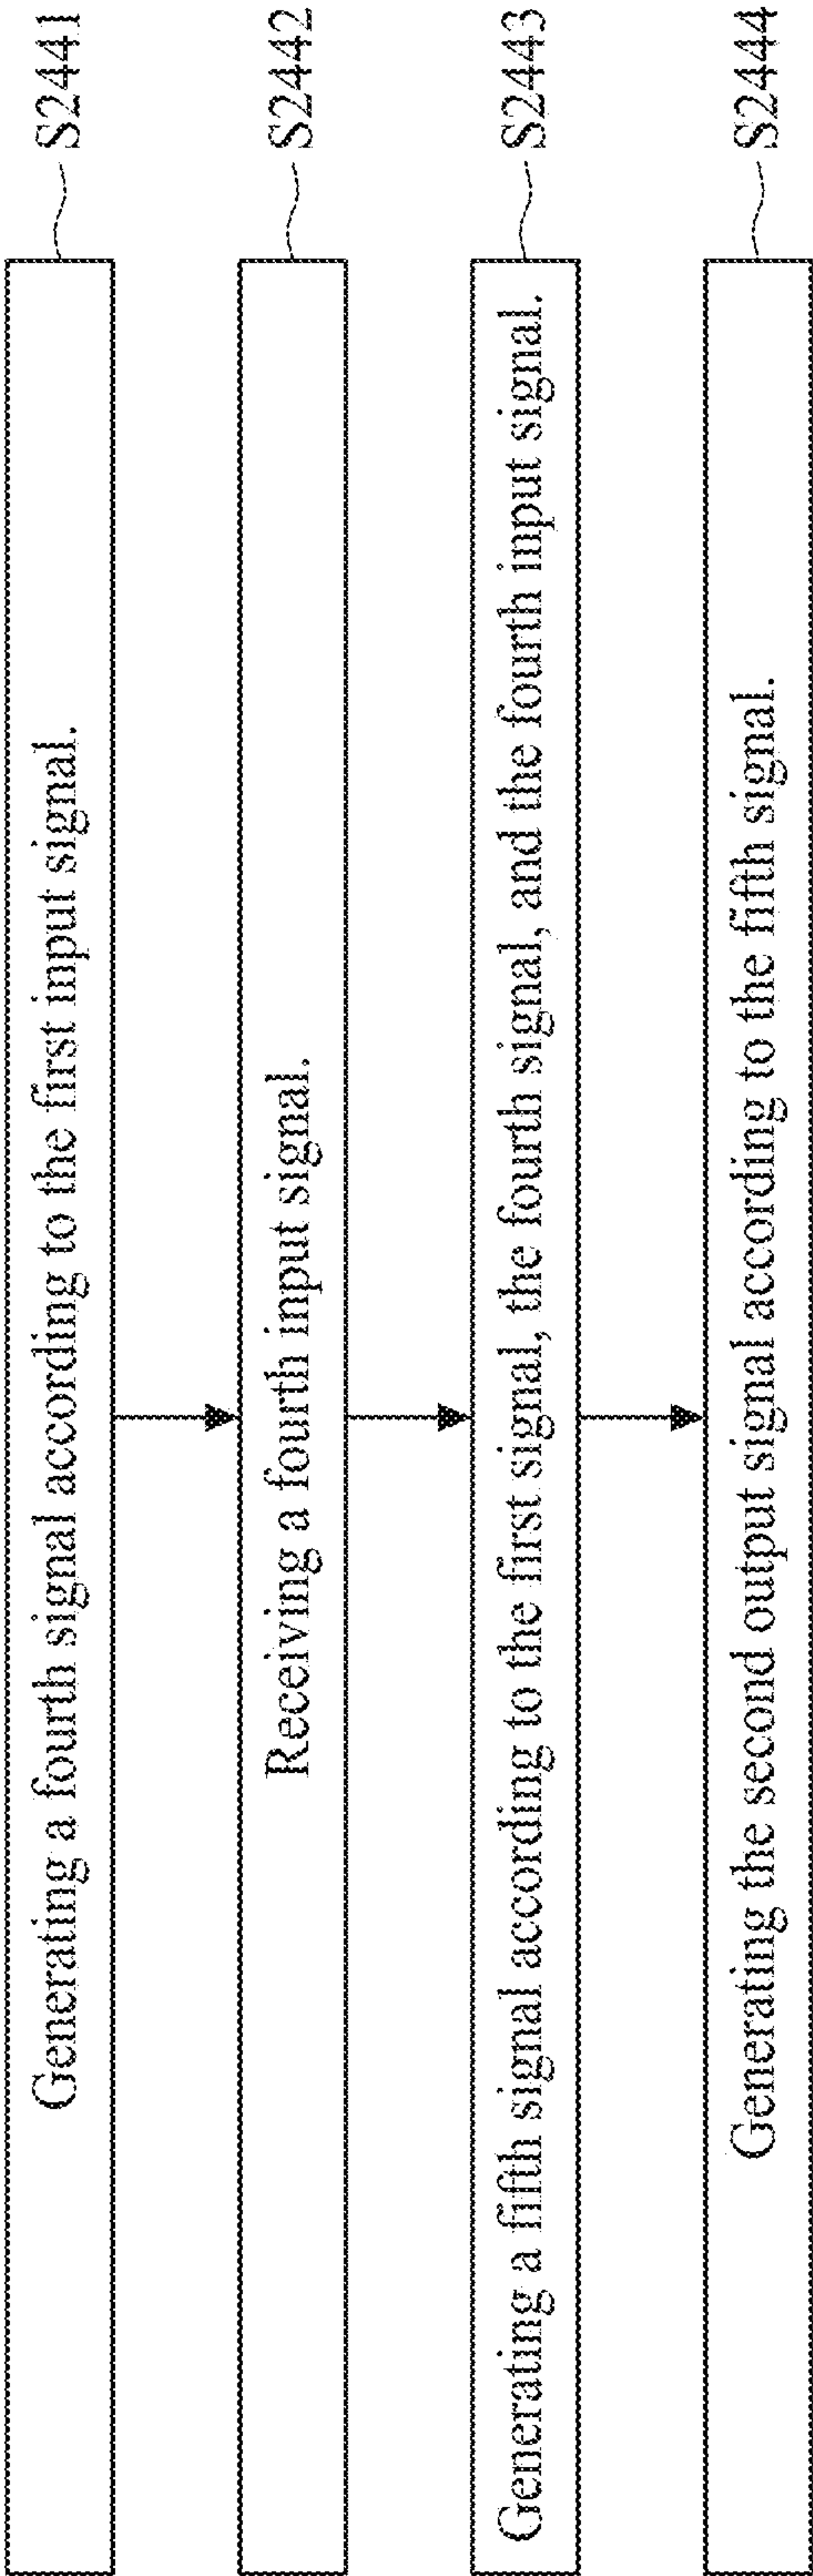 Generating a fourth signal according to the first input signal.
S2441
Receiving a fourth input signal.
S2442
Generating a fifth signal according to the first signal, the fourth signal, and the fourth input signal.
S2443
Generating the second output signal according to the fifth signal.
S2444